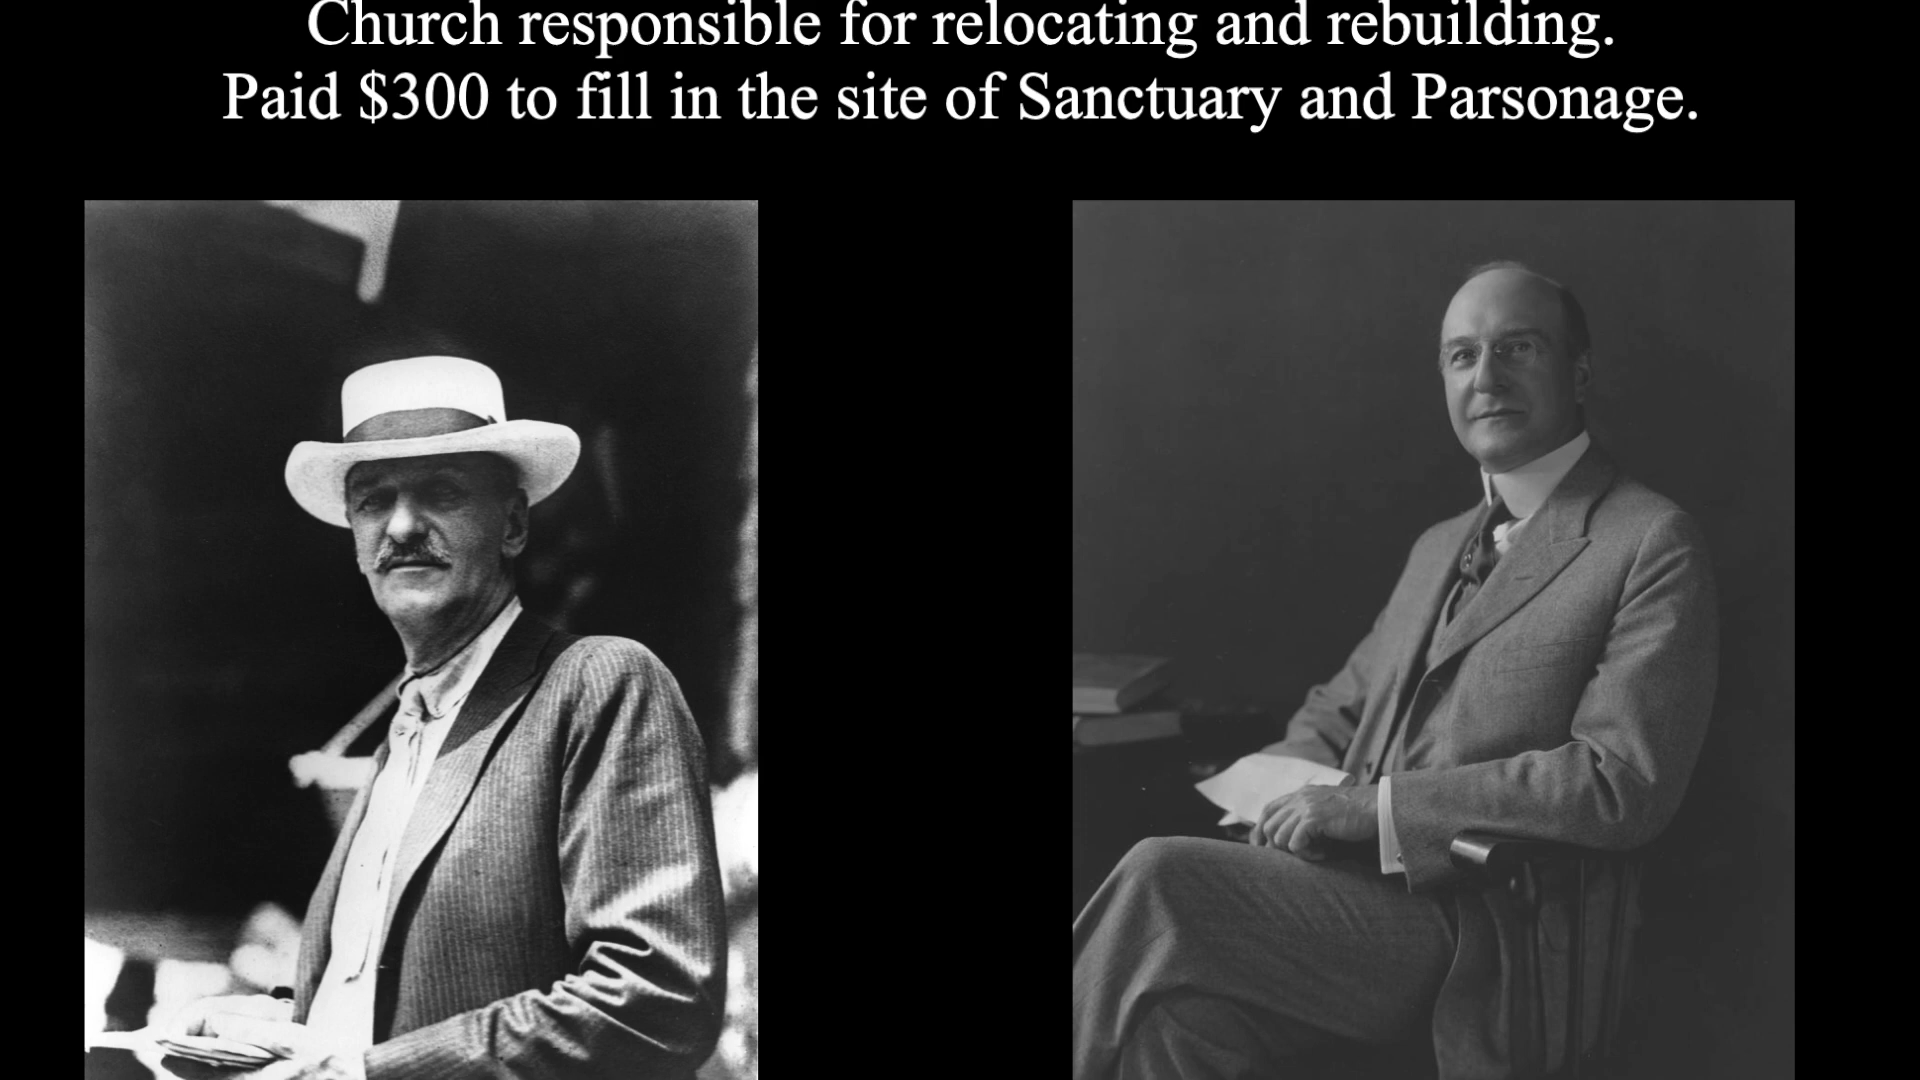 Church responsible for relocating and rebuilding.
Paid $300 to fill in the site of Sanctuary and Parsonage.